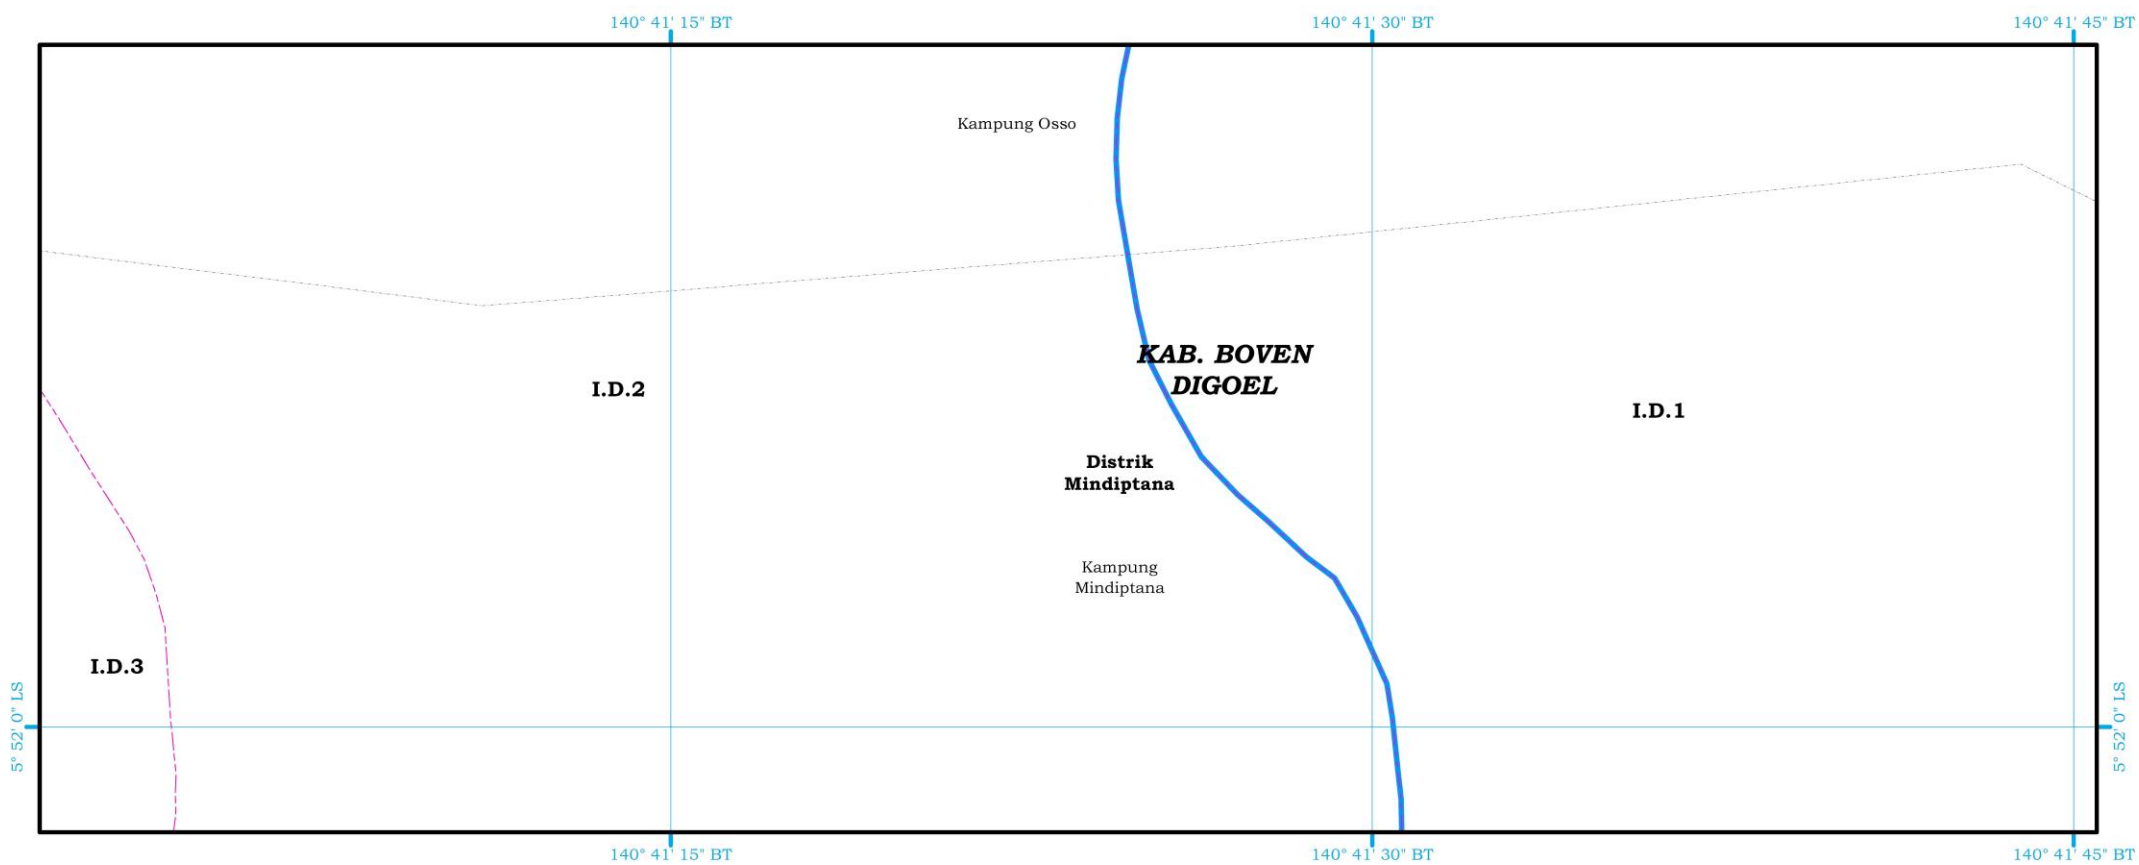 140° 41' 15" BT
140° 41' 30" BT
140° 41' 45" BT
Kampung Osso
KAB. BOVEN
DIGOEL
I.D.2
I.D.1
Distrik
Mindiptana
Kampung
Mindiptana
I.D.3
5° 52' 0" LS
5° 52' 0" LS
140° 41' 15" BT
140° 41' 30" BT
140° 41' 45" BT